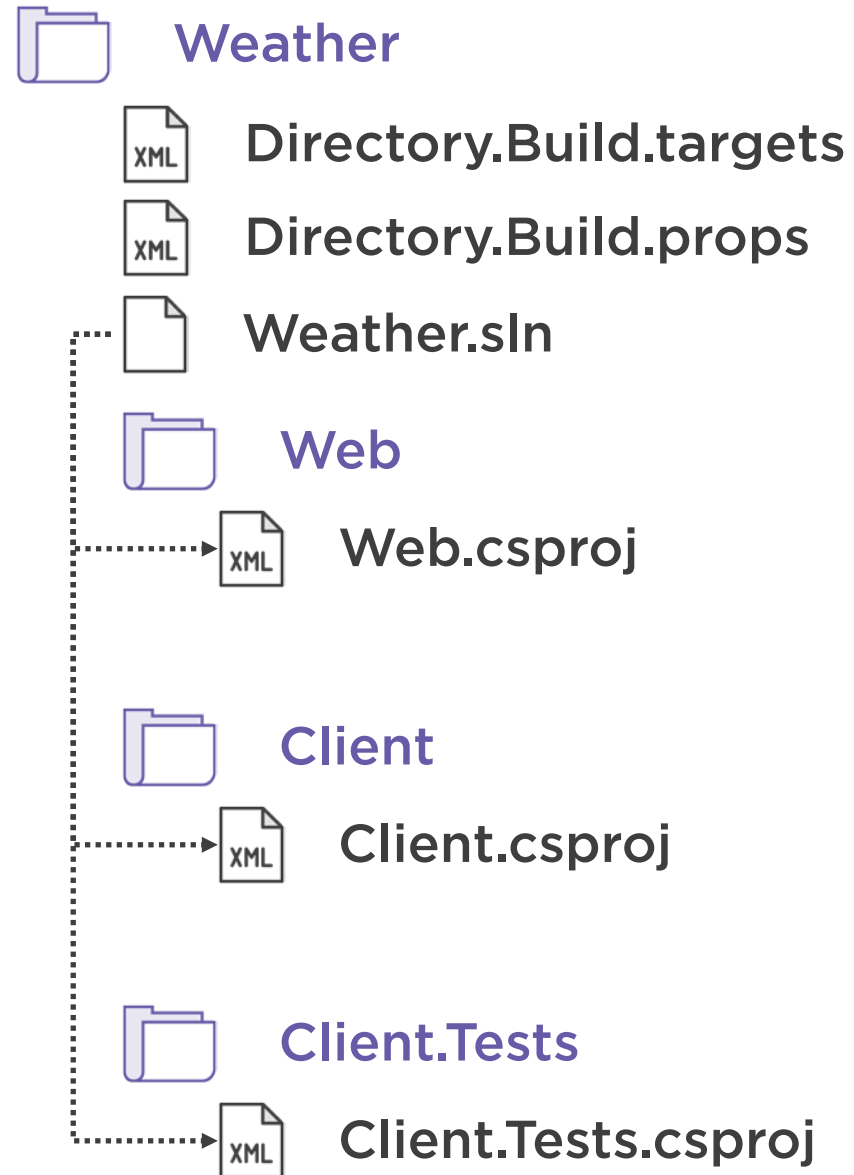 Weather
XML Directory.Build.targets
XML Directory.Build.props
Weather.sln
Web
XML Web.csproj
Client
XML Client.csproj
Client.Tests
XML Client.Tests.csproj